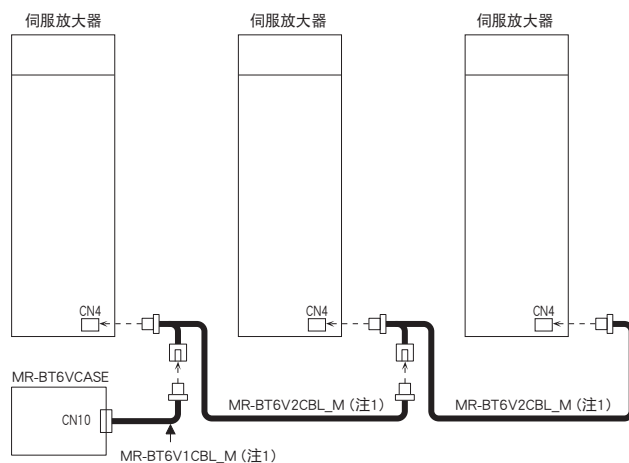 伺服放大器
伺服放大器
伺服放大器
CN4
CN4
CN4
MR-BT6VCASE
CN10
MR-BT6V2CBL_M (注1)
MR-BT6V2CBL_M (注1)
MR-BT6V1CBL_M (注1)